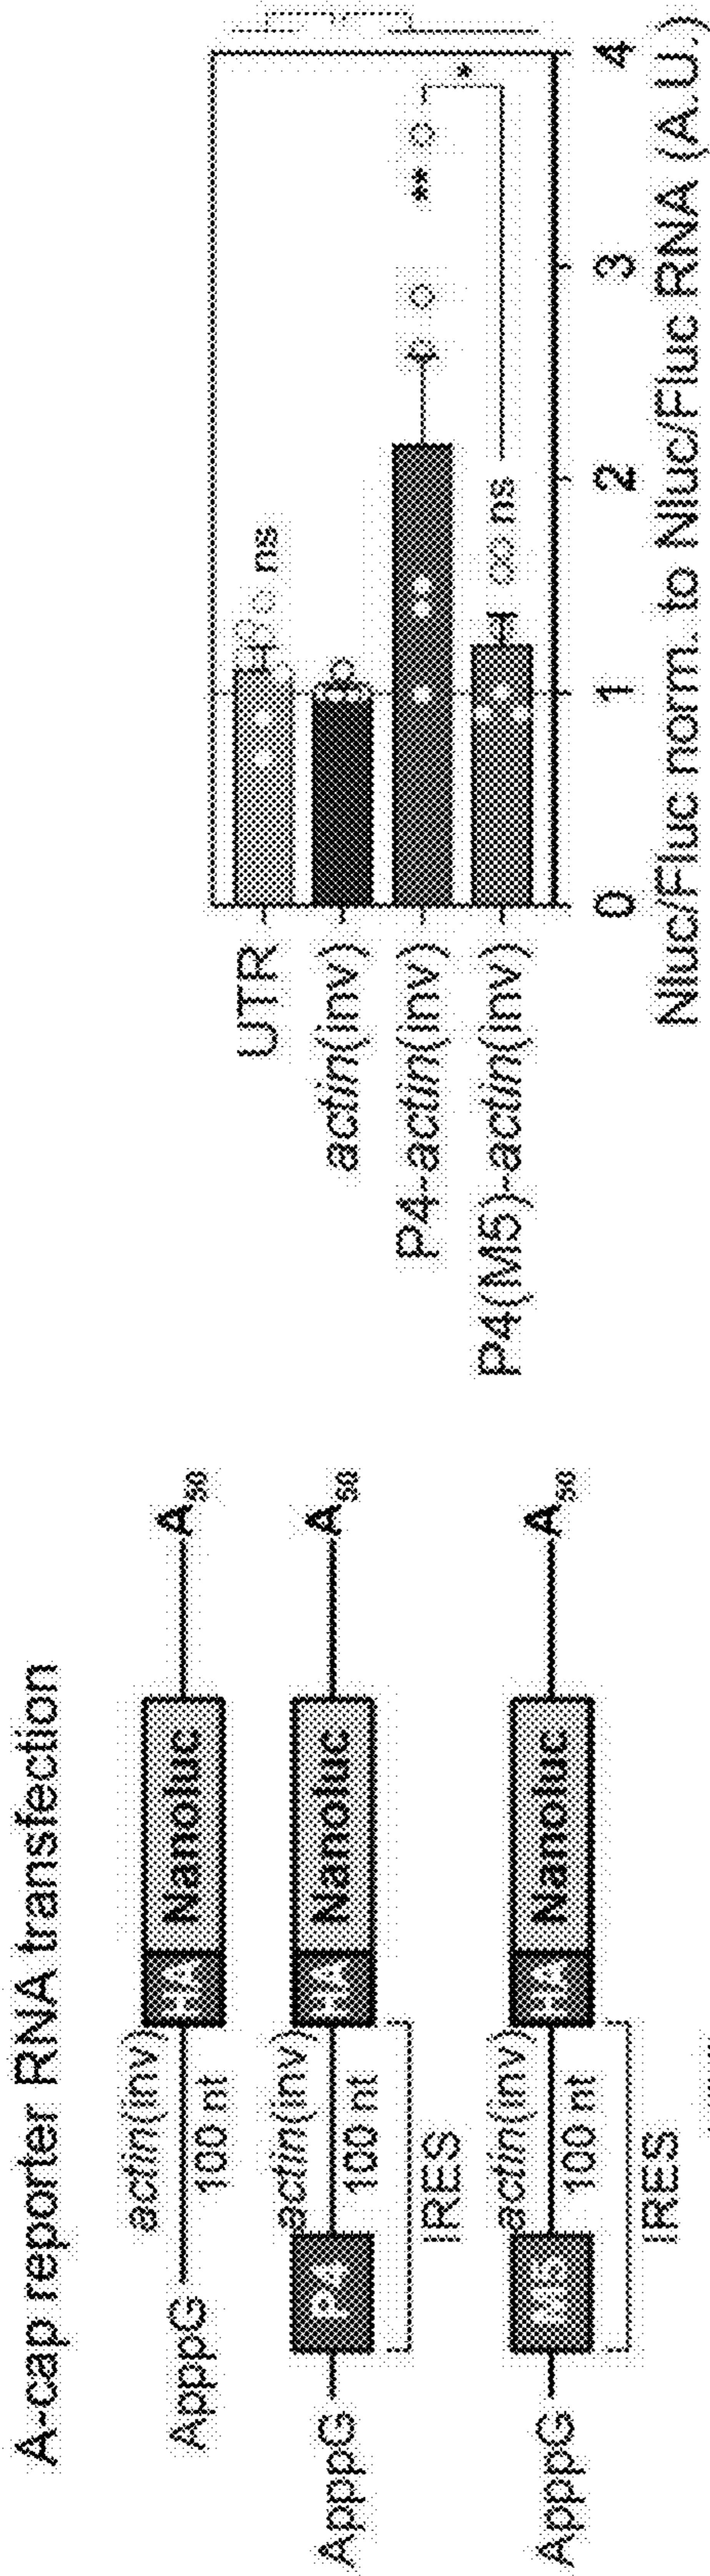 A-cap reporter RNA transfection
actin(inv)
ApppG
100 nt
HA
Nanoluc
A50
actin(inv)
ApppG
P4
100 nt
HA
Nanoluc
A50
IRES
actin(inv)
ApppG
M5
100 nt
HA
Nanoluc
A50
IRES
UTR
ns
actin(inv)
P4-actin(inv)
**
*
P4(M5)-actin(inv)
ns
0 1 2 3 4
Nluc/Fluc norm. to Nluc/Fluc RNA (A.U.)